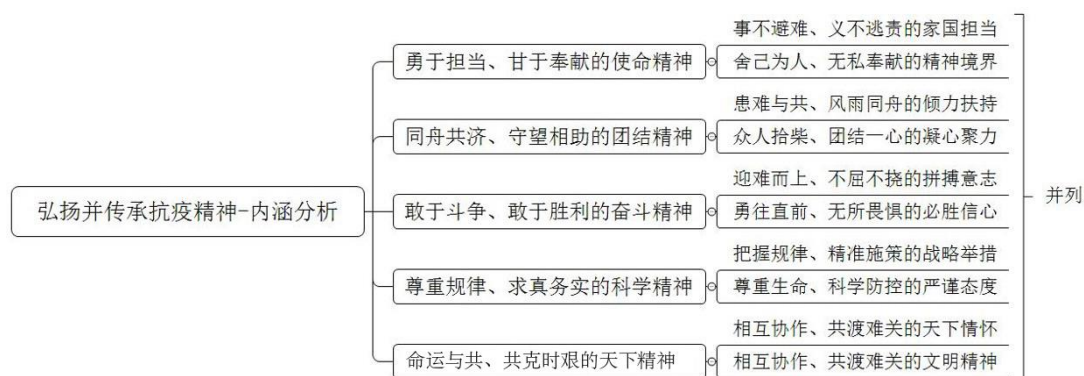 弘扬并传承抗疫精神-内涵分析
勇于担当、甘于奉献的使命精神
事不避难、义不逃责的家国担当
舍己为人、无私奉献的精神境界
同舟共济、守望相助的团结精神
患难与共、风雨同舟的倾力扶持
众人拾柴、团结一心的凝心聚力
敢于斗争、敢于胜利的奋斗精神
迎难而上、不屈不挠的拼搏意志
勇往直前、无所畏惧的必胜信心
尊重规律、求真务实的科学精神
把握规律、精准施策的战略举措
尊重生命、科学防控的严谨态度
命运与共、共克时艰的天下精神
相互协作、共渡难关的天下情怀
相互协作、共渡难关的文明精神
并列